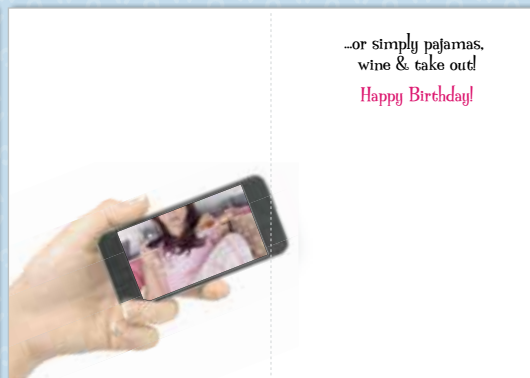 ...or simply pajamas,
wine & take out!
Happy Birthday!